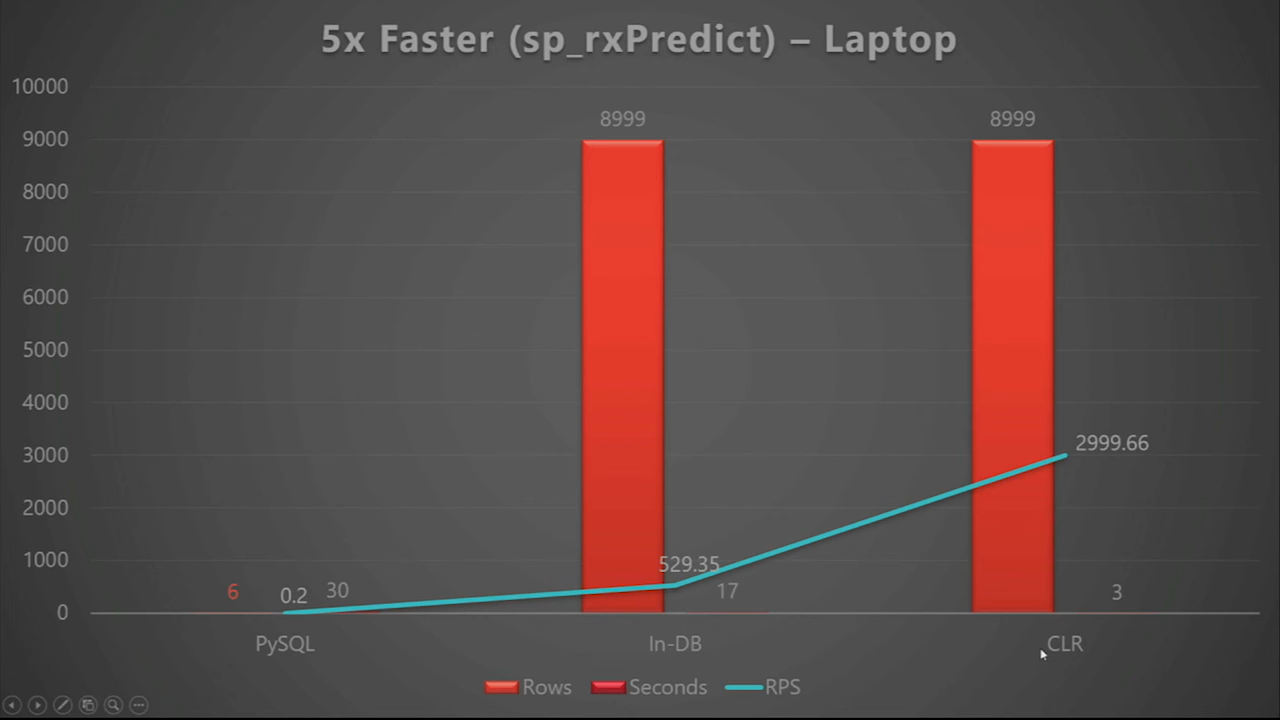 5x Faster (sp_rxPredict) – Laptop
10000
9000
8000
7000
6000
5000
4000
3000
2000
1000
0
8999
8999
2999.66
529.35
6
0.2
30
17
3
PySQL
In-DB
CLR
Rows
Seconds
RPS